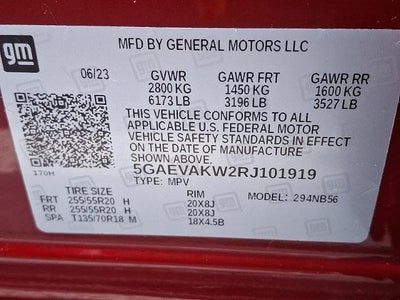 gm
MFD BY GENERAL MOTORS LLC
06/23 GVWR GAWR FRT GAWR RR
2800 KG 1450 KG 1600 KG
6173 LB 3196 LB 3527 LB
THIS VEHICLE CONFORMS TO ALL
APPLICABLE U.S. FEDERAL MOTOR
VEHICLE SAFETY STANDARDS IN EFFECT
ON THE DATE OF MANUFACTURE
SHOWN ABOVE.
5GAEVAKW2RJ101919
170H TYPE: MPV
TIRE SIZE RIM MODEL: 294NB56
FRT 255/55R20 H 20X8J
RR 255/55R20 H 20X8J
SPA T135/70R18 M 18X4.5B